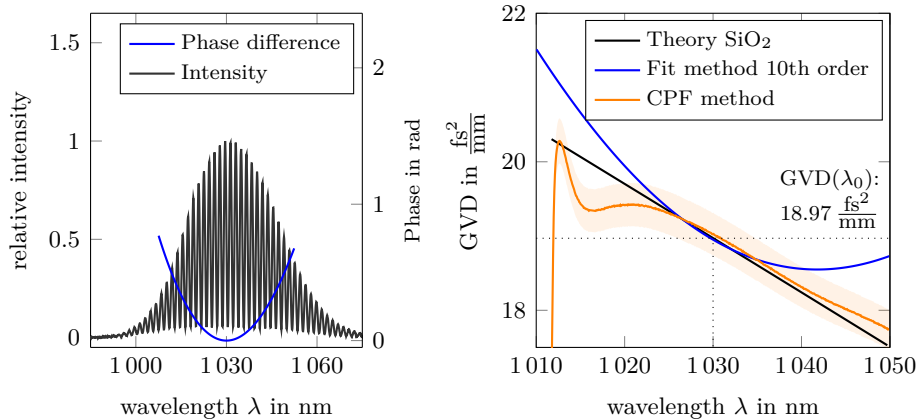 1.5
1
0.5
0
relative intensity
Phase difference
Intensity
2
1
0
Phase in rad
1 000
1 030
1 060
wavelength λ in nm
22
20
18
GVD in fs²/mm
Theory SiO₂
Fit method 10th order
CPF method
GVD(λ₀):
18.97 fs²/mm
1 010
1 020
1 030
1 040
1 050
wavelength λ in nm